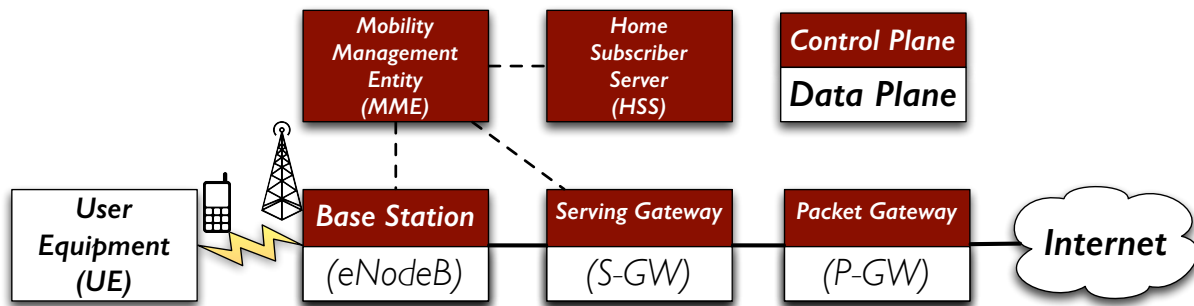 Mobility
Management
Entity
(MME)
Home
Subscriber
Server
(HSS)
Control Plane
Data Plane
User
Equipment
(UE)
Base Station
(eNodeB)
Serving Gateway
(S-GW)
Packet Gateway
(P-GW)
Internet